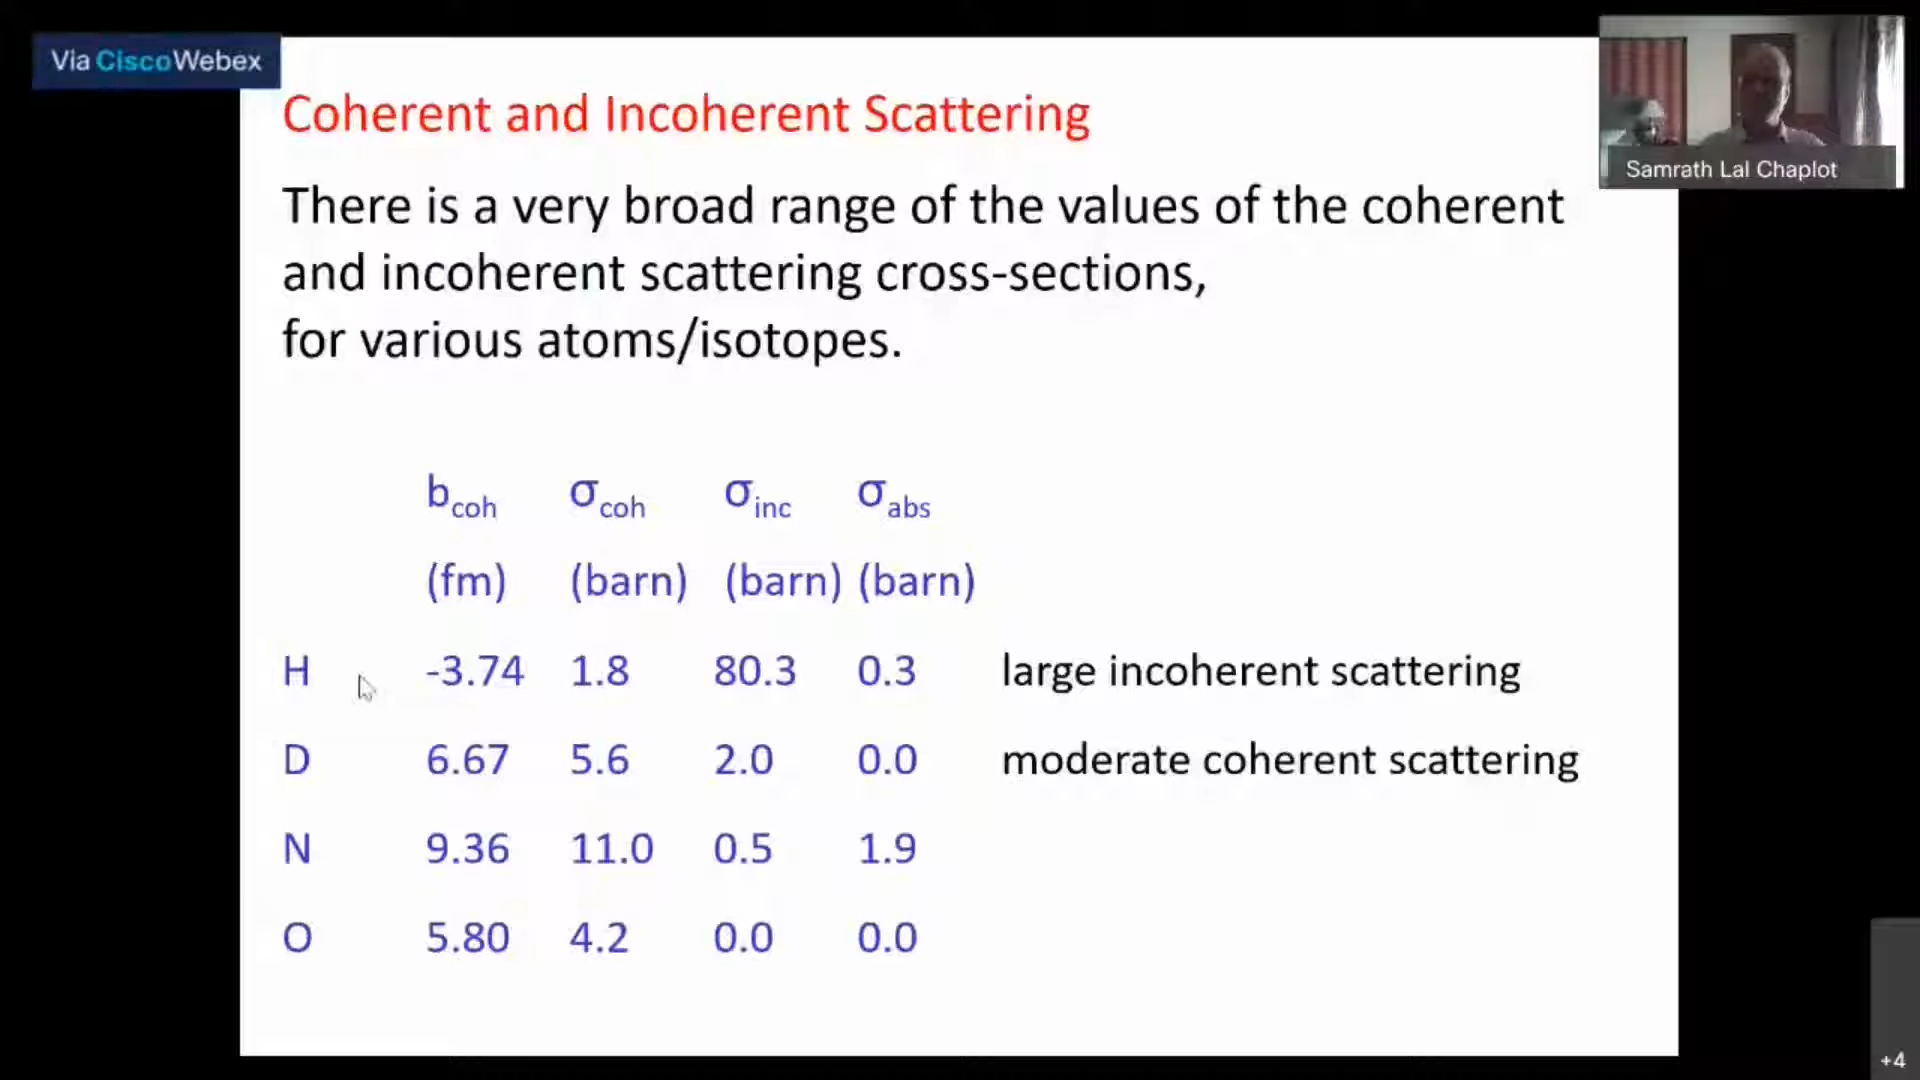 Via CiscoWebex
Samrath Lal Chaplot
Coherent and Incoherent Scattering
There is a very broad range of the values of the coherent
and incoherent scattering cross-sections,
for various atoms/isotopes.
b_coh σ_coh σ_inc σ_abs
(fm) (barn) (barn) (barn)
H -3.74 1.8 80.3 0.3 large incoherent scattering
D 6.67 5.6 2.0 0.0 moderate coherent scattering
N 9.36 11.0 0.5 1.9
O 5.80 4.2 0.0 0.0
+4